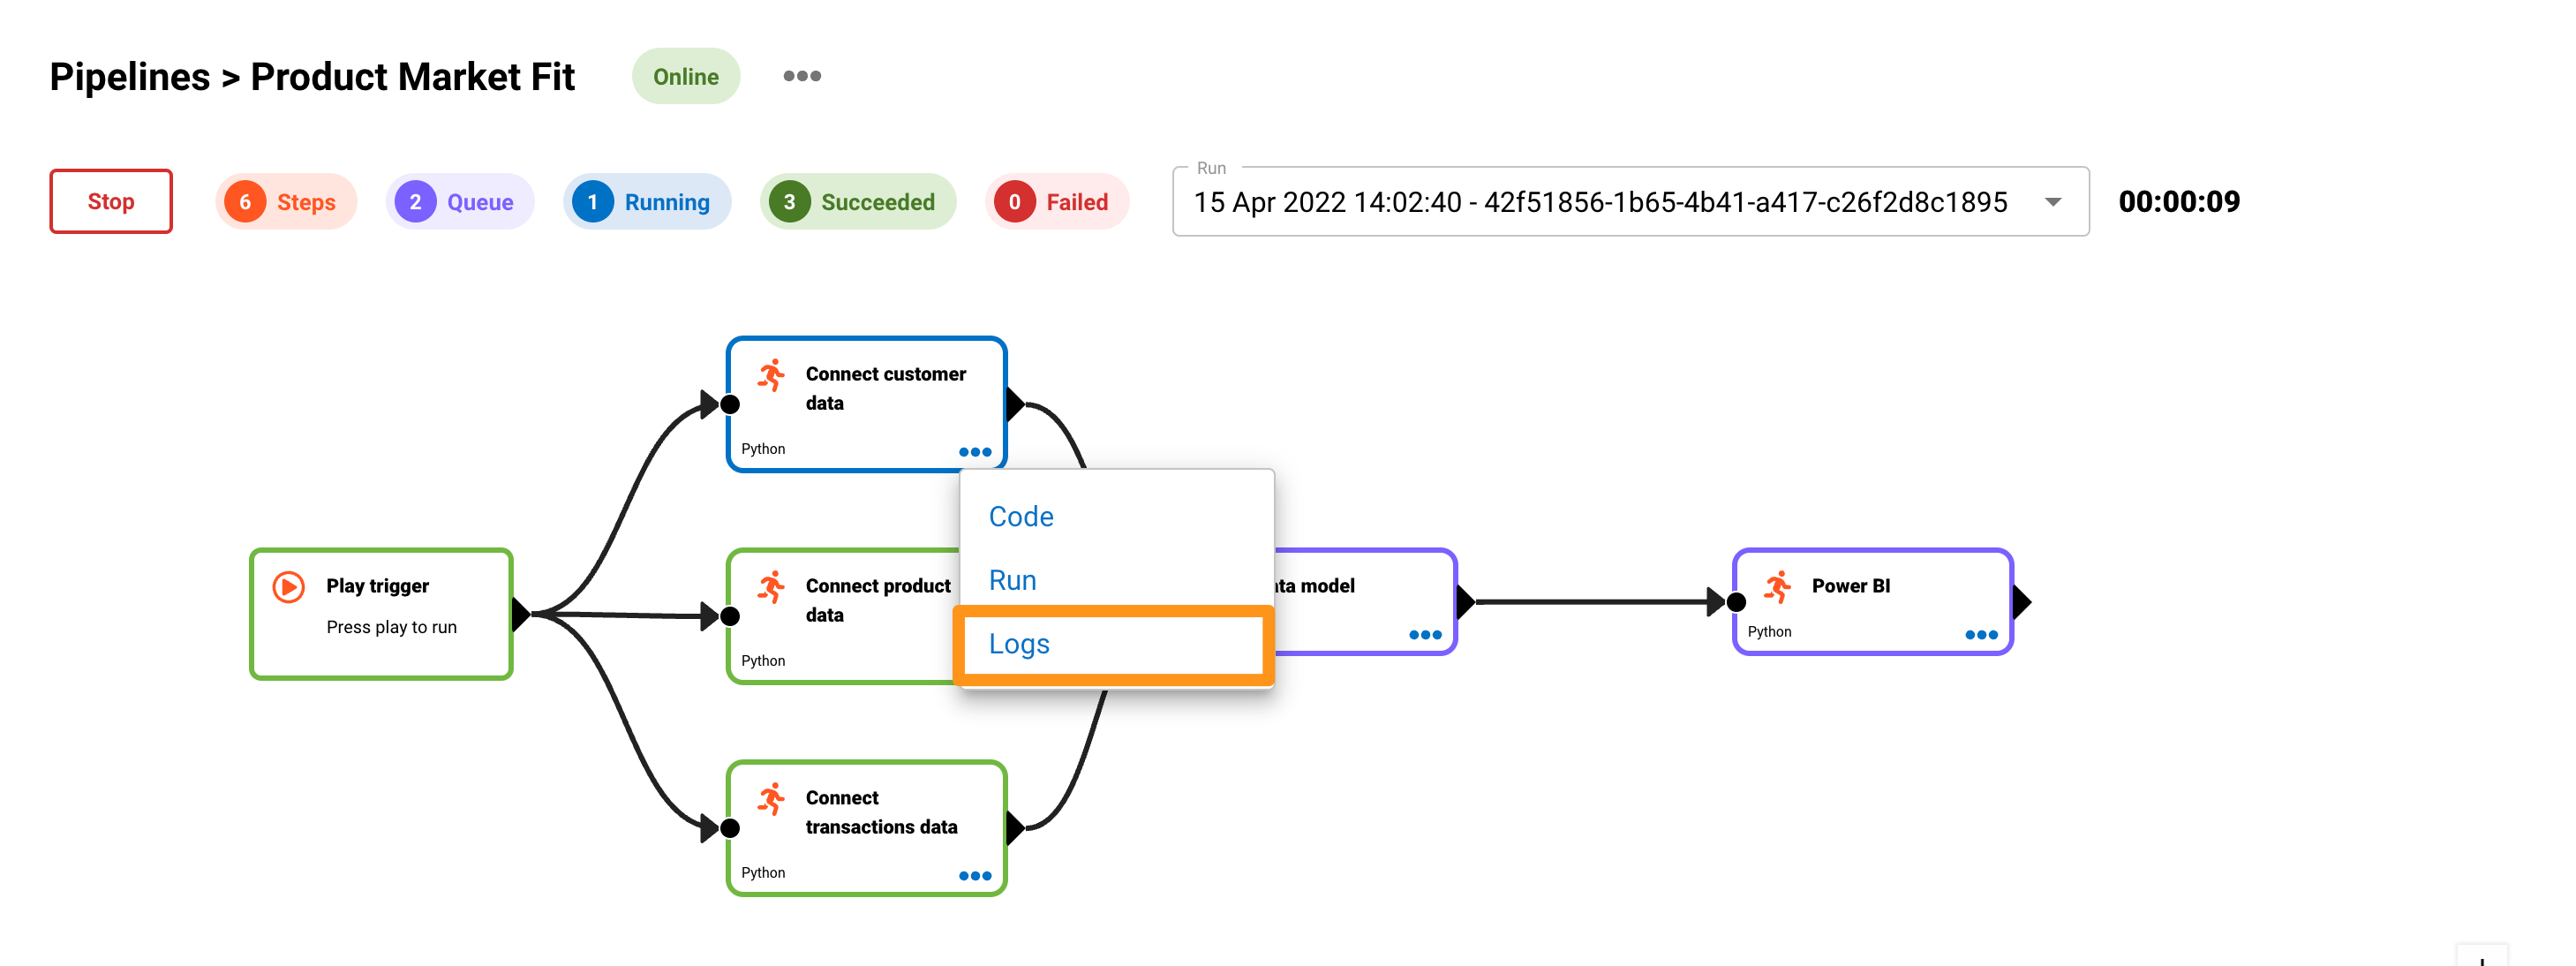 Pipelines > Product Market Fit
Online
Stop
6 Steps
2 Queue
1 Running
3 Succeeded
0 Failed
Run
15 Apr 2022 14:02:40 - 42f51856-1b65-4b41-a417-c26f2d8c1895
00:00:09
Connect customer
data
Python
Code
Run
Logs
Play trigger
Press play to run
Connect product
data
Python
model
Power BI
Python
Connect
transactions data
Python